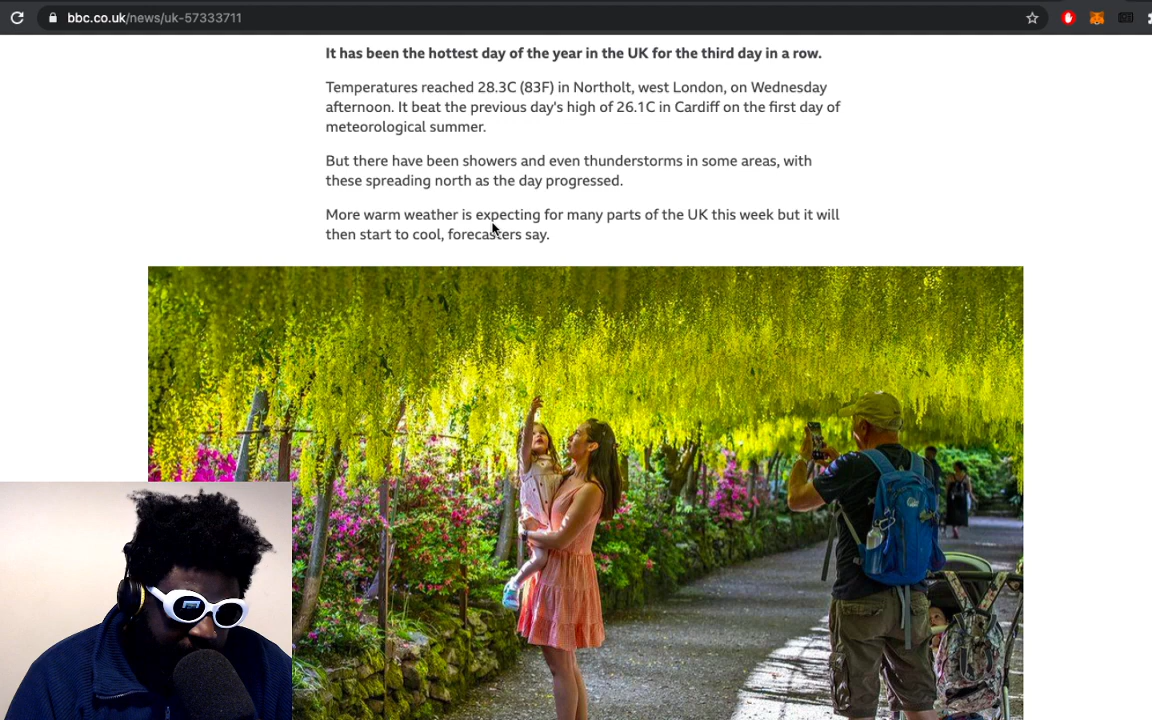 bbc.co.uk/news/uk-57333711
It has been the hottest day of the year in the UK for the third day in a row.
Temperatures reached 28.3C (83F) in Northolt, west London, on Wednesday
afternoon. It beat the previous day's high of 26.1C in Cardiff on the first day of
meteorological summer.
But there have been showers and even thunderstorms in some areas, with
these spreading north as the day progressed.
More warm weather is expecting for many parts of the UK this week but it will
then start to cool, forecasters say.